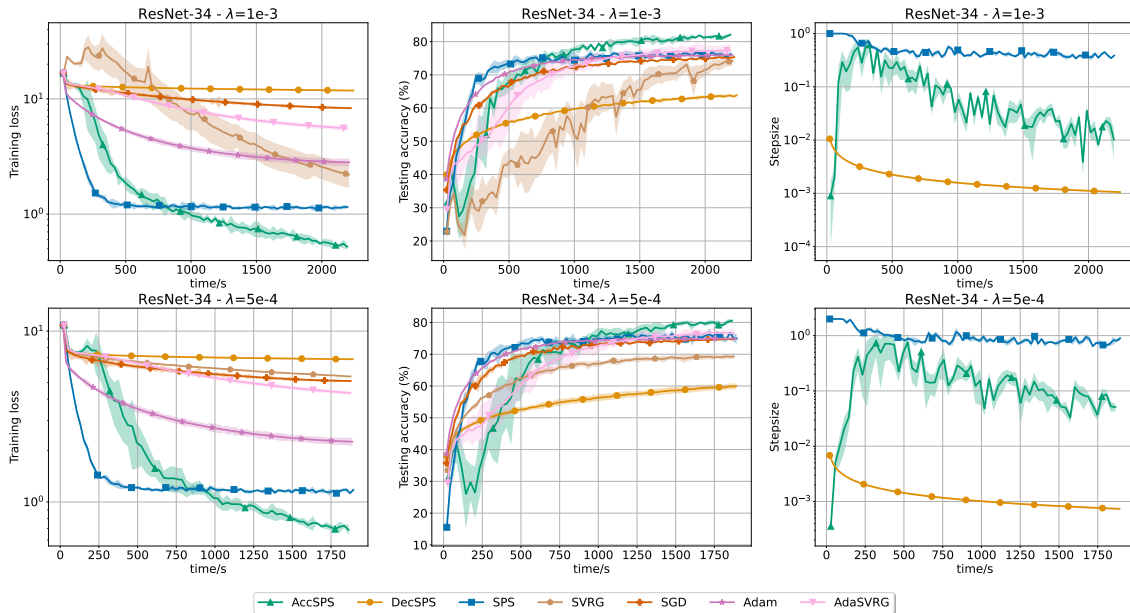 ResNet-34 - λ=1e-3
Training loss
10¹
10⁰
0 500 1000 1500 2000
time/s
ResNet-34 - λ=1e-3
Testing accuracy (%)
80
70
60
50
40
30
20
0 500 1000 1500 2000
time/s
ResNet-34 - λ=1e-3
Stepsize
10⁰
10⁻¹
10⁻²
10⁻³
10⁻⁴
0 500 1000 1500 2000
time/s
ResNet-34 - λ=5e-4
Training loss
10¹
10⁰
0 250 500 750 1000 1250 1500 1750
time/s
ResNet-34 - λ=5e-4
Testing accuracy (%)
80
70
60
50
40
30
20
10
0 250 500 750 1000 1250 1500 1750
time/s
ResNet-34 - λ=5e-4
Stepsize
10⁰
10⁻¹
10⁻²
10⁻³
0 250 500 750 1000 1250 1500 1750
time/s
AccSPS DecSPS SPS SVRG SGD Adam AdaSVRG